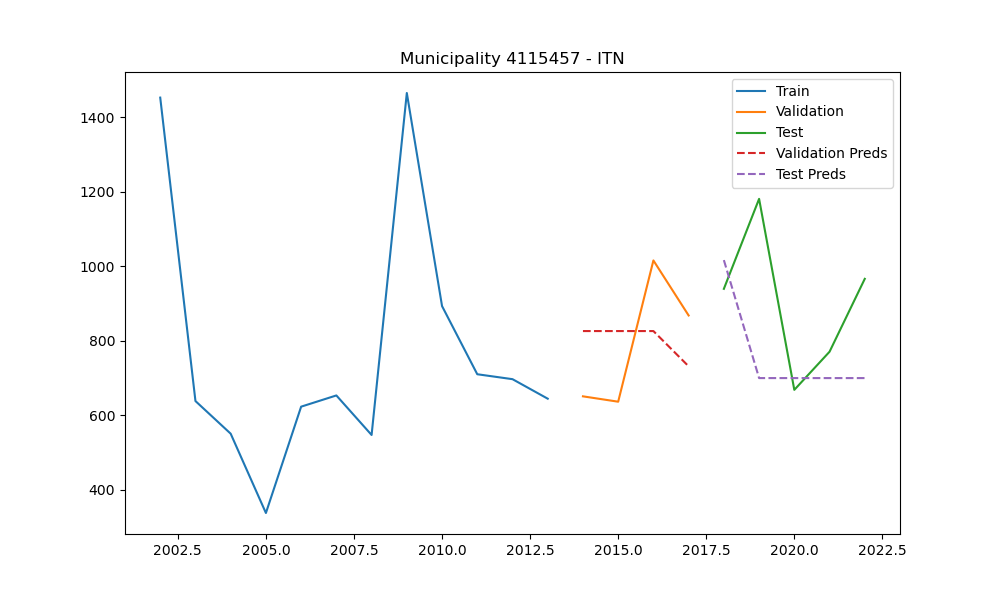 Municipality 4115457 - ITN
Train
Validation
Test
Validation Preds
Test Preds
1400
1200
1000
800
600
400
2002.5 2005.0 2007.5 2010.0 2012.5 2015.0 2017.5 2020.0 2022.5